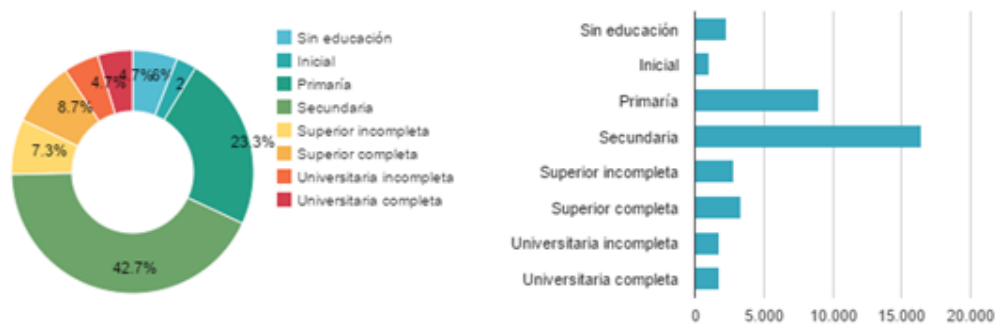 4.7%
4.7%
6%
2
23.3%
42.7%
7.3%
8.7%
Sin educación
Inicial
Primaría
Secundaria
Superior incompleta
Superior completa
Universitaria incompleta
Universitaria completa
Sin educación
Inicial
Primaría
Secundaria
Superior incompleta
Superior completa
Universitaria incompleta
Universitaria completa
0 5.000 10.000 15.000 20.000